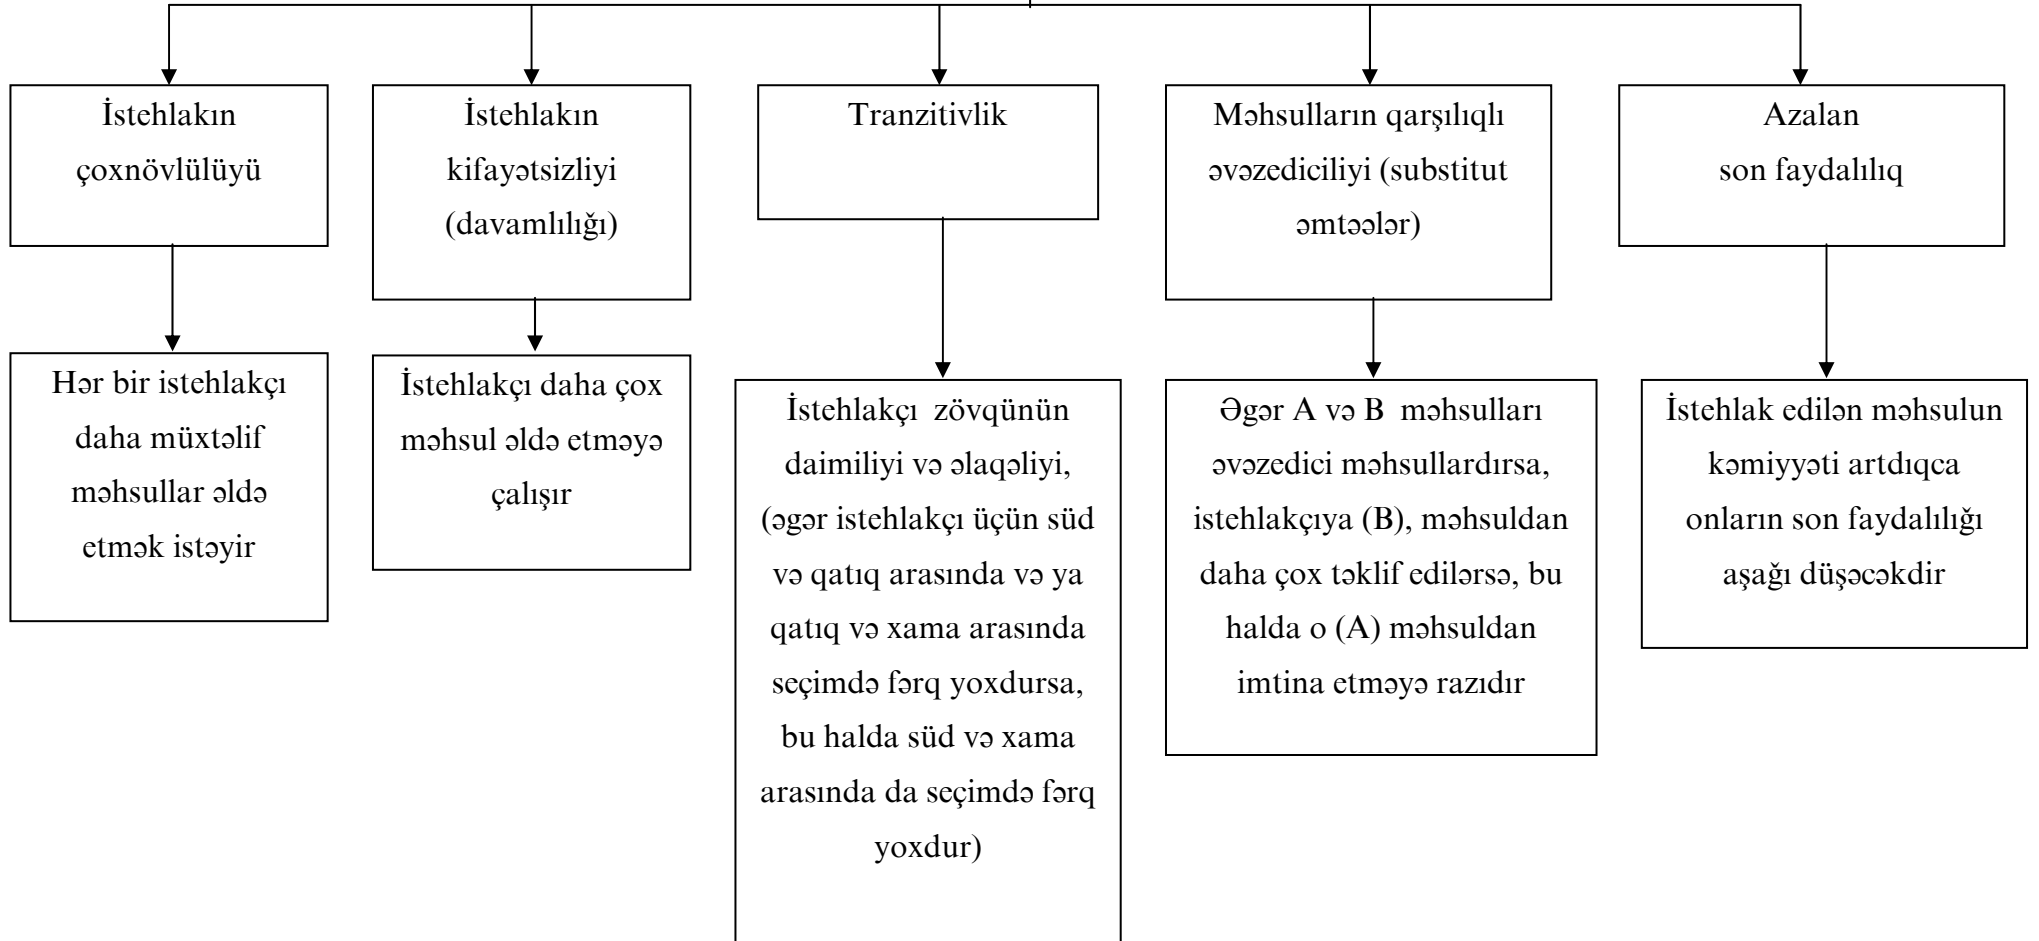 İstehlakın
çoxnövlülüyü
İstehlakın
kifayətsizliyi
(davamlılığı)
Tranzitivlik
Məhsulların qarşılıqlı
əvəzediciliyi (substitut
əmtəələr)
Azalan
son faydalılıq
Hər bir istehlakçı
daha müxtəlif
məhsullar əldə
etmək istəyir
İstehlakçı daha çox
məhsul əldə etməyə
çalışır
İstehlakçı zövqünün
daimiliyi və əlaqəliyi,
(əgər istehlakçı üçün süd
və qatıq arasında və ya
qatıq və xama arasında
seçimdə fərq yoxdursa,
bu halda süd və xama
arasında da seçimdə fərq
yoxdur)
Əgər A və B məhsulları
əvəzedici məhsullardırsa,
istehlakçıya (B), məhsuldan
daha çox təklif edilərsə, bu
halda o (A) məhsuldan
imtina etməyə razıdır
İstehlak edilən məhsulun
kəmiyyəti artdıqca
onların son faydalılığı
aşağı düşəcəkdir